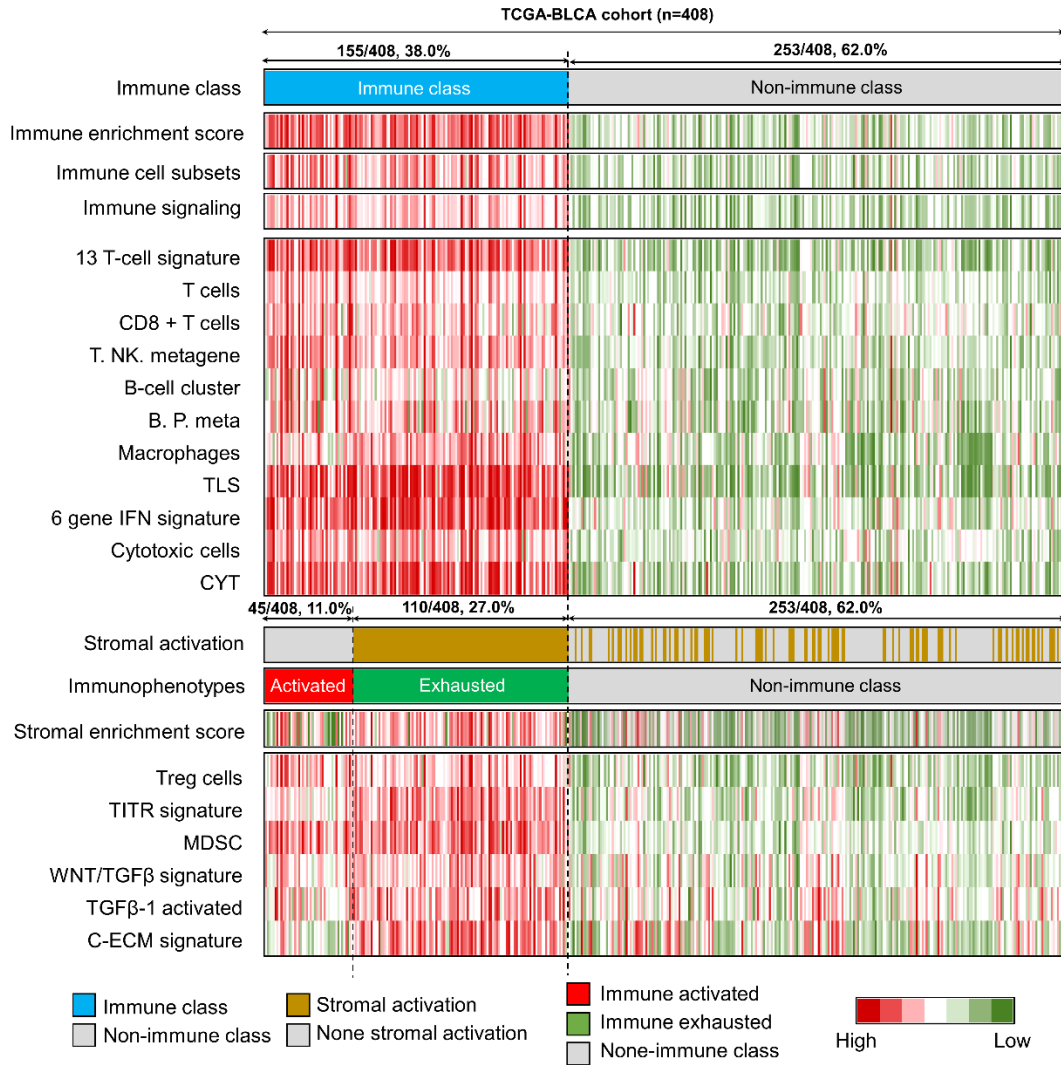 TCGA-BLCA cohort (n=408)
155/408, 38.0%
253/408, 62.0%
Immune class
Immune class
Non-immune class
Immune enrichment score
Immune cell subsets
Immune signaling
13 T-cell signature
T cells
CD8 + T cells
T. NK. metagene
B-cell cluster
B. P. meta
Macrophages
TLS
6 gene IFN signature
Cytotoxic cells
CYT
45/408, 11.0%
110/408, 27.0%
253/408, 62.0%
Stromal activation
Immunophenotypes
Activated
Exhausted
Non-immune class
Stromal enrichment score
Treg cells
TITR signature
MDSC
WNT/TGFβ signature
TGFβ-1 activated
C-ECM signature
Immune class
Non-immune class
Stromal activation
None stromal activation
Immune activated
Immune exhausted
None-immune class
High
Low